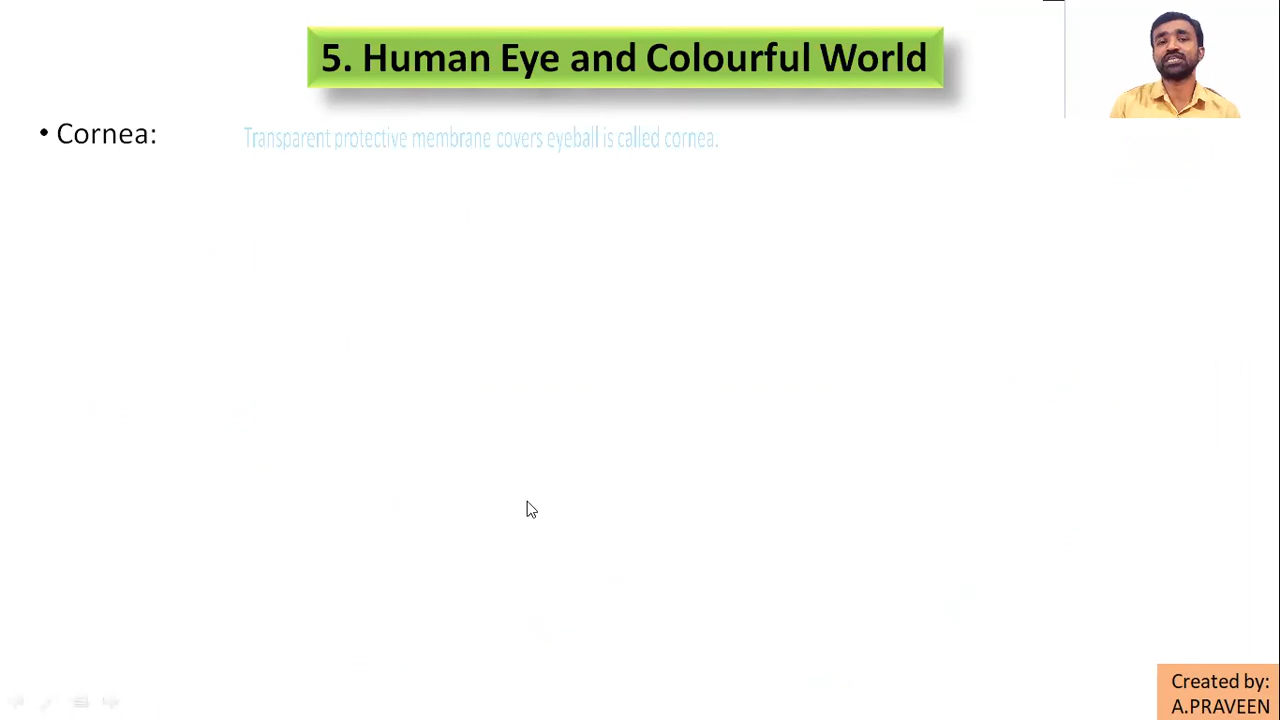 5. Human Eye and Colourful World
• Cornea: Transparent protective membrane covers eyeball is called cornea.
Created by:
A.PRAVEEN